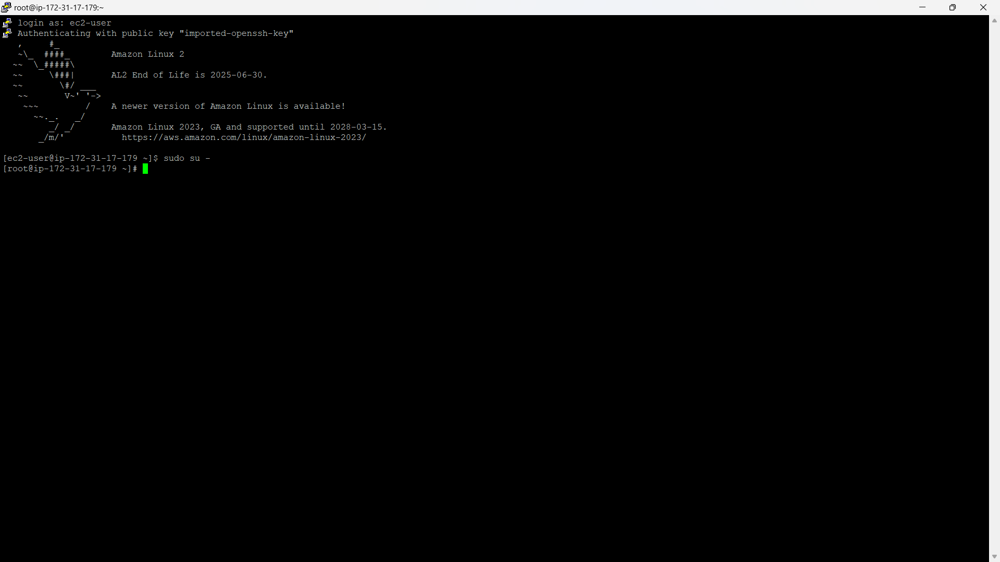 root@ip-172-31-17-179:~
login as: ec2-user
Authenticating with public key "imported-openssh-key"
   ,     #_
   ~\_  ####_        Amazon Linux 2
  ~~  \_#####\
  ~~     \###|       AL2 End of Life is 2025-06-30.
  ~~       \#/ ___
   ~~       V~' '->
    ~~~         /    A newer version of Amazon Linux is available!
      ~~._.   _/
         _/ _/       Amazon Linux 2023, GA and supported until 2028-03-15.
       _/m/'           https://aws.amazon.com/linux/amazon-linux-2023/
[ec2-user@ip-172-31-17-179 ~]$ sudo su -
[root@ip-172-31-17-179 ~]#